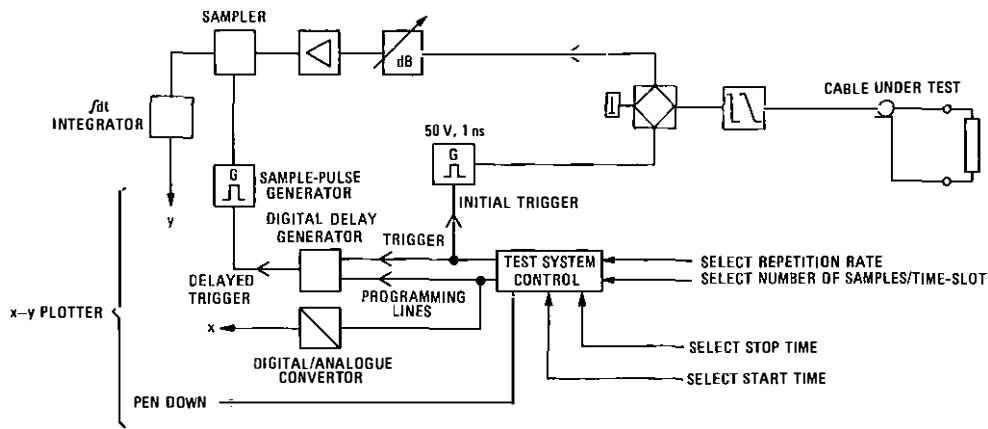 SAMPLER
dB
∫dt
INTEGRATOR
CABLE UNDER TEST
50 V, 1 ns
G
G
SAMPLE-PULSE
GENERATOR
INITIAL TRIGGER
y
DIGITAL DELAY
GENERATOR
TRIGGER
DELAYED
TRIGGER
PROGRAMMING
LINES
TEST SYSTEM
CONTROL
SELECT REPETITION RATE
SELECT NUMBER OF SAMPLES/TIME-SLOT
x–y PLOTTER
x
DIGITAL/ANALOGUE
CONVERTOR
SELECT STOP TIME
SELECT START TIME
PEN DOWN